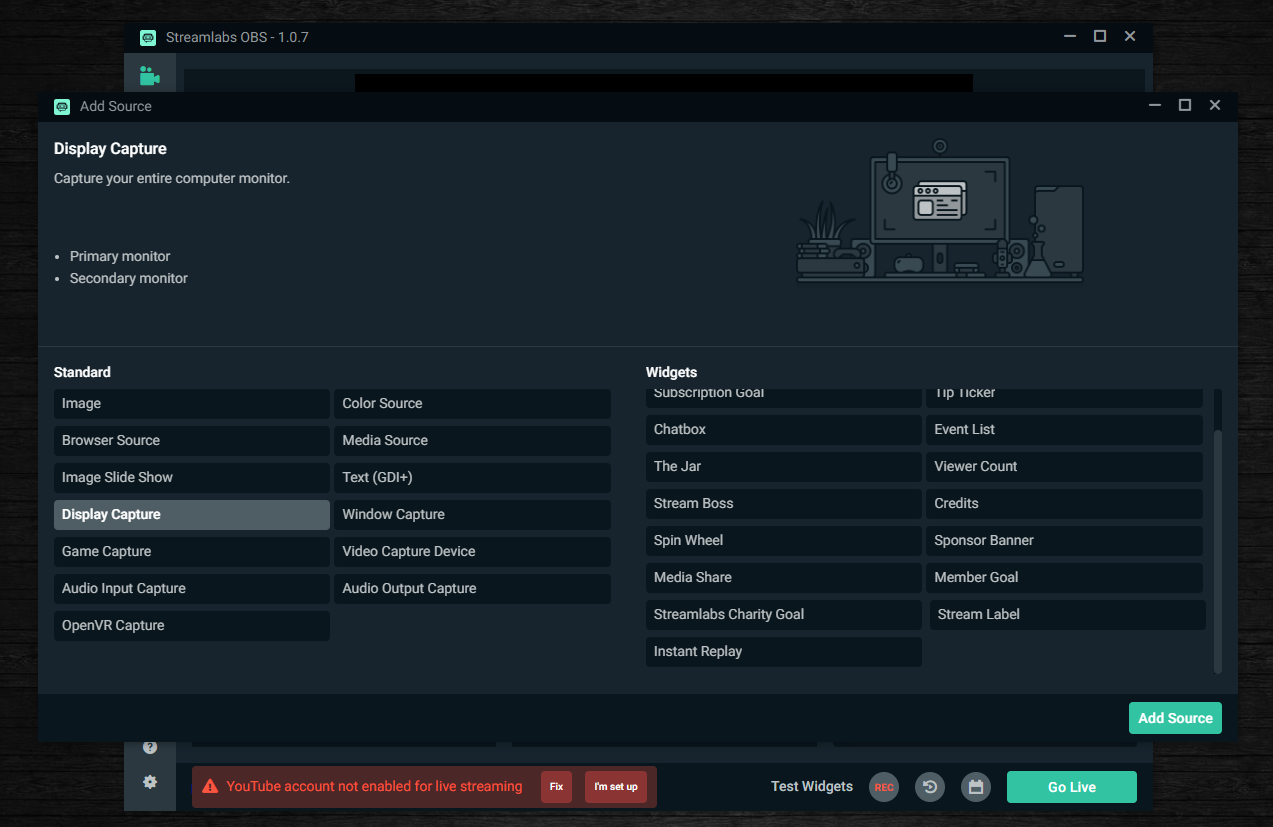 Streamlabs OBS - 1.0.7
Add Source
Display Capture
Capture your entire computer monitor.
• Primary monitor
• Secondary monitor
Standard
Image
Color Source
Browser Source
Media Source
Image Slide Show
Text (GDI+)
Display Capture
Window Capture
Game Capture
Video Capture Device
Audio Input Capture
Audio Output Capture
OpenVR Capture
Widgets
Subscription Goal
Tip Ticker
Chatbox
Event List
The Jar
Viewer Count
Stream Boss
Credits
Spin Wheel
Sponsor Banner
Media Share
Member Goal
Streamlabs Charity Goal
Stream Label
Instant Replay
Add Source
YouTube account not enabled for live streaming
Fix
I'm set up
Test Widgets
REC
Go Live